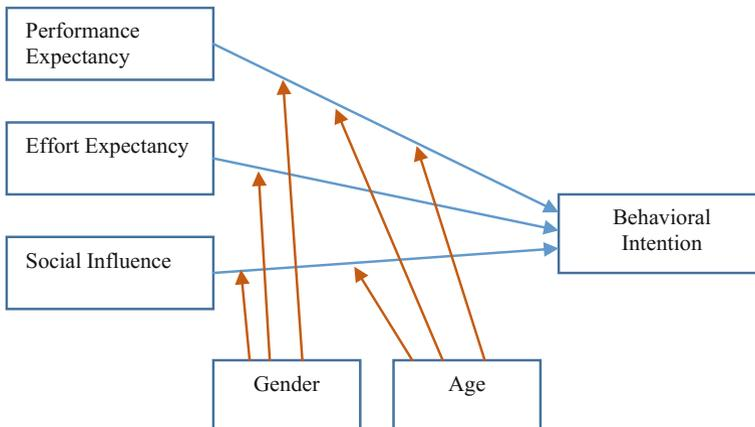 Performance
Expectancy
Effort Expectancy
Social Influence
Behavioral
Intention
Gender
Age